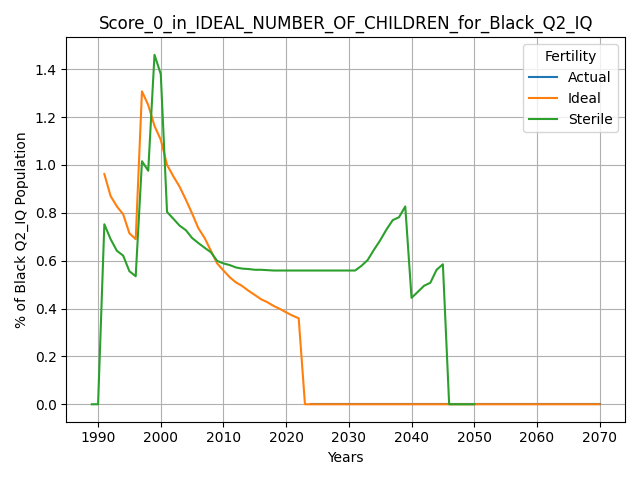 Score_0_in_IDEAL_NUMBER_OF_CHILDREN_for_Black_Q2_IQ
Fertility
Actual
Ideal
Sterile
% of Black Q2_IQ Population
1.4
1.2
1.0
0.8
0.6
0.4
0.2
0.0
1990 2000 2010 2020 2030 2040 2050 2060 2070
Years